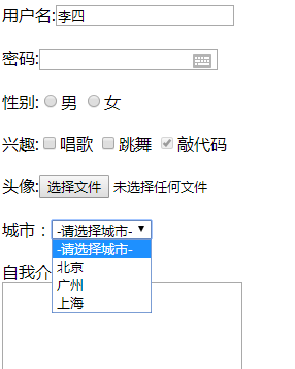 用户名:李四
密码:
性别: 男 女
兴趣: 唱歌 跳舞 敲代码
头像: 选择文件 未选择任何文件
城市：-请选择城市-
-请选择城市-
北京
自我介
广州
上海